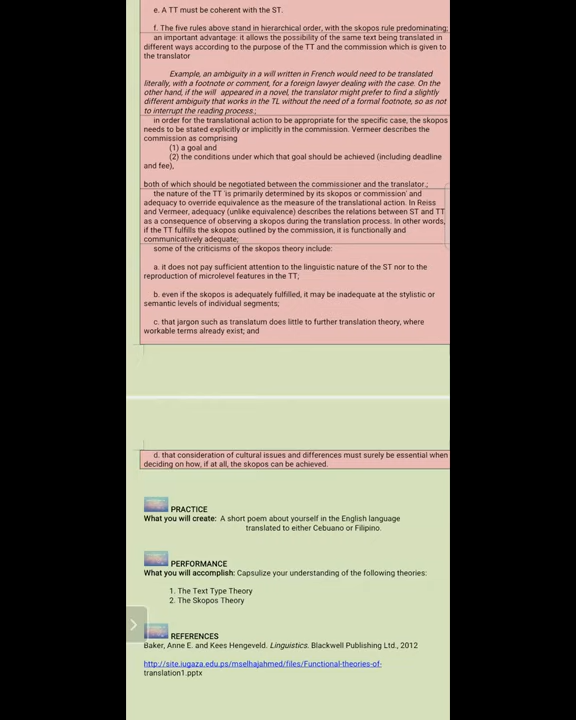 e. A TT must be coherent with the ST.
f. The five rules above stand in hierarchical order, with the skopos rule predominating;
an important advantage: it allows the possibility of the same text being translated in
different ways according to the purpose of the TT and the commission which is given to
the translator
Example, an ambiguity in a will written in French would need to be translated
literally, with a footnote or comment, for a foreign lawyer dealing with the case. On the
other hand, if the will appeared in a novel, the translator might prefer to find a slightly
different ambiguity that works in the TL without the need of a formal footnote, so as not
to interrupt the reading process.;
in order for the translational action to be appropriate for the specific case, the skopos
needs to be stated explicitly or implicitly in the commission. Vermeer describes the
commission as comprising
(1) a goal and
(2) the conditions under which that goal should be achieved (including deadline
and fee),
both of which should be negotiated between the commissioner and the translator.;
the nature of the TT 'is primarily determined by its skopos or commission' and
adequacy to override equivalence as the measure of the translational action. In Reiss
and Vermeer, adequacy (unlike equivalence) describes the relations between ST and TT
as a consequence of observing a skopos during the translation process. In other words,
if the TT fulfills the skopos outlined by the commission, it is functionally and
communicatively adequate;
some of the criticisms of the skopos theory include:
a. it does not pay sufficient attention to the linguistic nature of the ST nor to the
reproduction of microlevel features in the TT;
b. even if the skopos is adequately fulfilled, it may be inadequate at the stylistic or
semantic levels of individual segments;
c. that jargon such as translatum does little to further translation theory, where
workable terms already exist; and
d. that consideration of cultural issues and differences must surely be essential when
deciding on how, if at all, the skopos can be achieved.
PRACTICE
What you will create: A short poem about yourself in the English language
translated to either Cebuano or Filipino.
PERFORMANCE
What you will accomplish: Capsulize your understanding of the following theories:
1. The Text Type Theory
2. The Skopos Theory
REFERENCES
Baker, Anne E. and Kees Hengeveld. Linguistics. Blackwell Publishing Ltd., 2012
http://site.iugaza.edu.ps/mselhajahmed/files/Functional-theories-of-
translation1.pptx